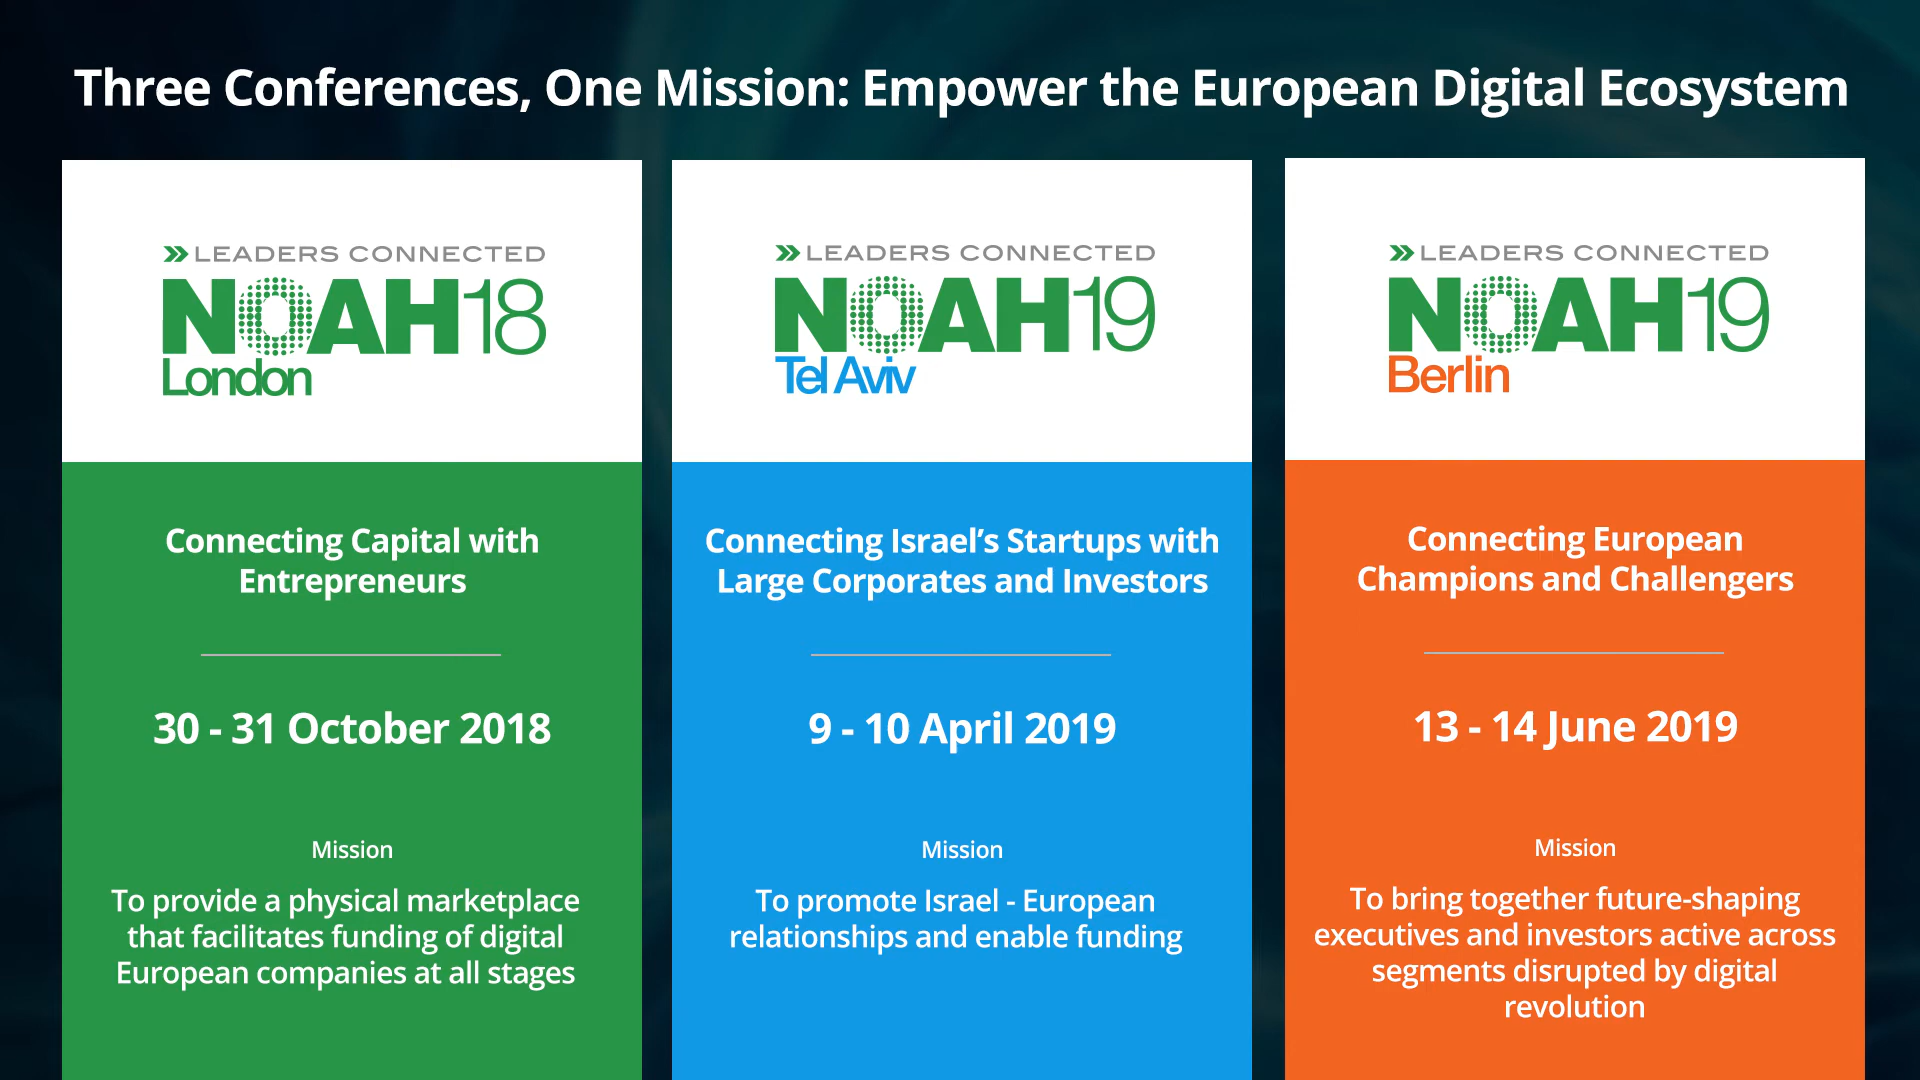 Three Conferences, One Mission: Empower the European Digital Ecosystem
LEADERS CONNECTED
NOAH18
London
Connecting Capital with
Entrepreneurs
30 - 31 October 2018
Mission
To provide a physical marketplace
that facilitates funding of digital
European companies at all stages
LEADERS CONNECTED
NOAH19
Tel Aviv
Connecting Israel’s Startups with
Large Corporates and Investors
9 - 10 April 2019
Mission
To promote Israel - European
relationships and enable funding
LEADERS CONNECTED
NOAH19
Berlin
Connecting European
Champions and Challengers
13 - 14 June 2019
Mission
To bring together future-shaping
executives and investors active across
segments disrupted by digital
revolution